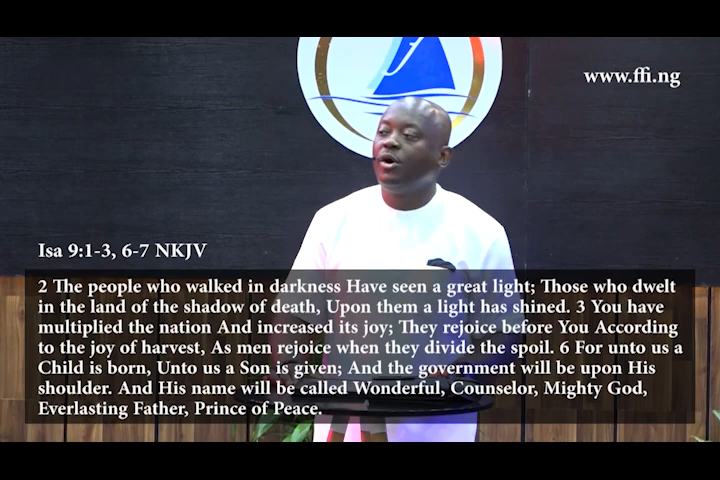 www.ffi.ng
Isa 9:1-3, 6-7 NKJV
2 The people who walked in darkness Have seen a great light; Those who dwelt
in the land of the shadow of death, Upon them a light has shined. 3 You have
multiplied the nation And increased its joy; They rejoice before You According
to the joy of harvest, As men rejoice when they divide the spoil. 6 For unto us a
Child is born, Unto us a Son is given; And the government will be upon His
shoulder. And His name will be called Wonderful, Counselor, Mighty God,
Everlasting Father, Prince of Peace.